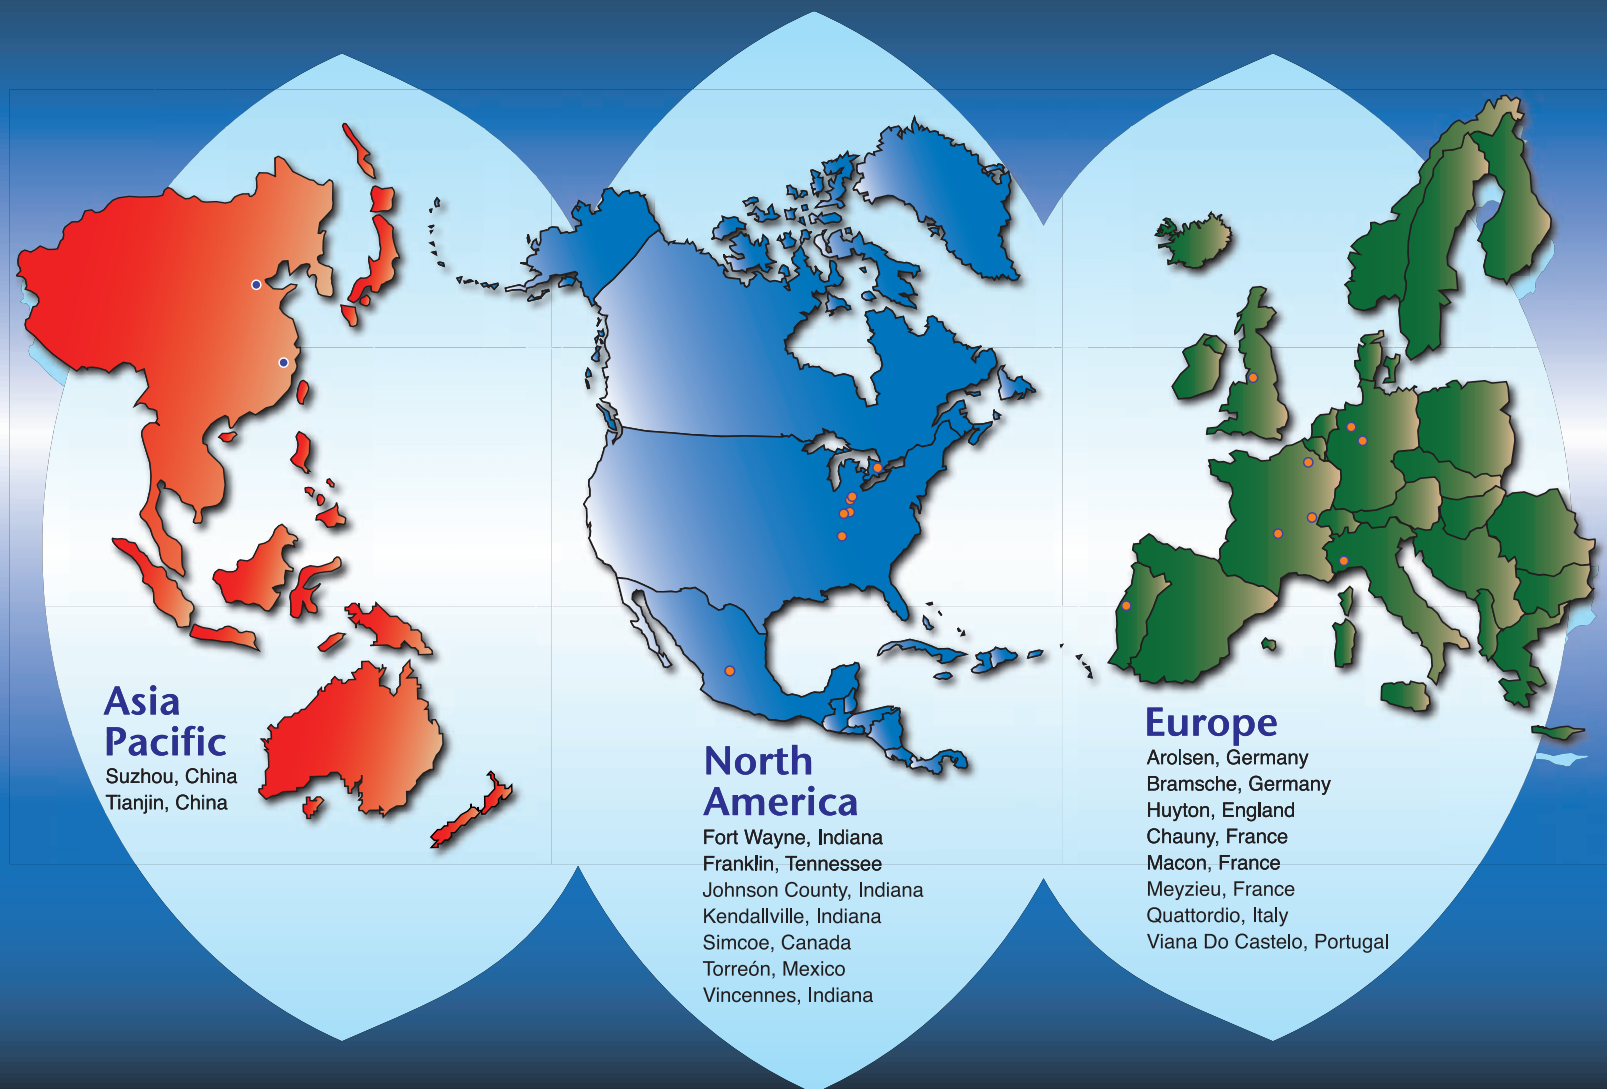 Asia
Pacific
Suzhou, China
Tianjin, China
North
America
Fort Wayne, Indiana
Franklin, Tennessee
Johnson County, Indiana
Kendallville, Indiana
Simcoe, Canada
Torreón, Mexico
Vincennes, Indiana
Europe
Arolsen, Germany
Bramsche, Germany
Huyton, England
Chauny, France
Macon, France
Meyzieu, France
Quattordio, Italy
Viana Do Castelo, Portugal